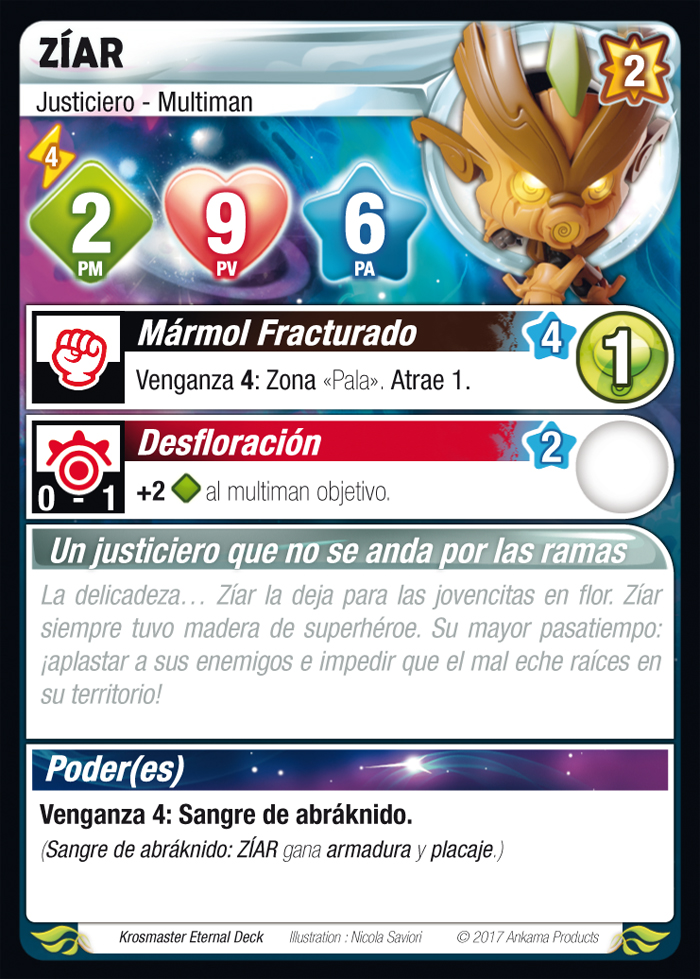 ZÍAR
2
Justiciero - Multiman
4
2 9 6
PM PV PA
Mármol Fracturado 4 1
Venganza 4: Zona «Pala». Atrae 1.
Desfloración 2
0 - 1 +2 al multiman objetivo.
Un justiciero que no se anda por las ramas
La delicadeza... Zíar la deja para las jovencitas en flor. Zíar
siempre tuvo madera de superhéroe. Su mayor pasatiempo:
¡aplastar a sus enemigos e impedir que el mal eche raíces en
su territorio!
Poder(es)
Venganza 4: Sangre de abráknido.
(Sangre de abráknido: ZÍAR gana armadura y placaje.)
Krosmaster Eternal Deck Illustration : Nicola Saviori © 2017 Ankama Products